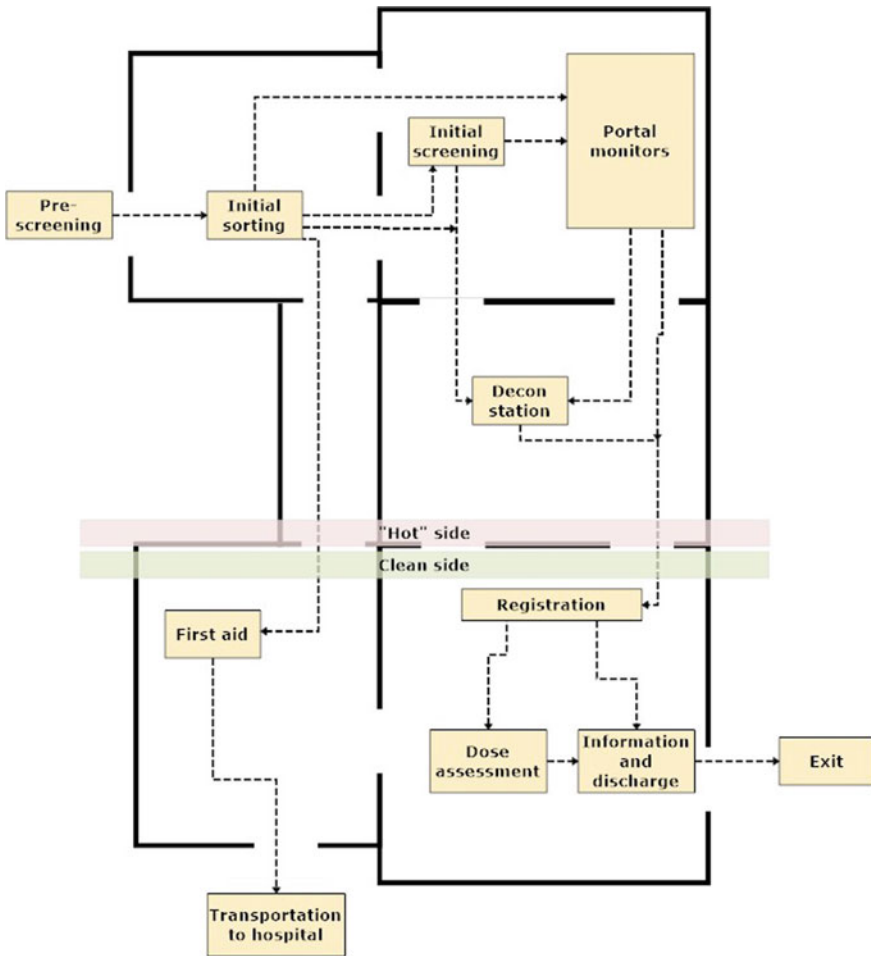 Initial
screening
Portal
monitors
Pre-
screening
Initial
sorting
Decon
station
"Hot" side
Clean side
First aid
Registration
Dose
assessment
Information
and
discharge
Exit
Transportation
to hospital